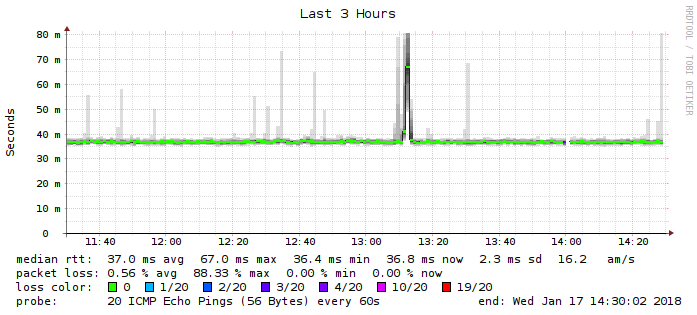 Last 3 Hours
RRDTOOL / TOBI OETIKER
Seconds
80 m
70 m
60 m
50 m
40 m
30 m
20 m
10 m
0
11:40 12:00 12:20 12:40 13:00 13:20 13:40 14:00 14:20
median rtt: 37.0 ms avg 67.0 ms max 36.4 ms min 36.8 ms now 2.3 ms sd 16.2 am/s
packet loss: 0.56 % avg 88.33 % max 0.00 % min 0.00 % now
loss color: 0 1/20 2/20 3/20 4/20 10/20 19/20
probe: 20 ICMP Echo Pings (56 Bytes) every 60s end: Wed Jan 17 14:30:02 2018